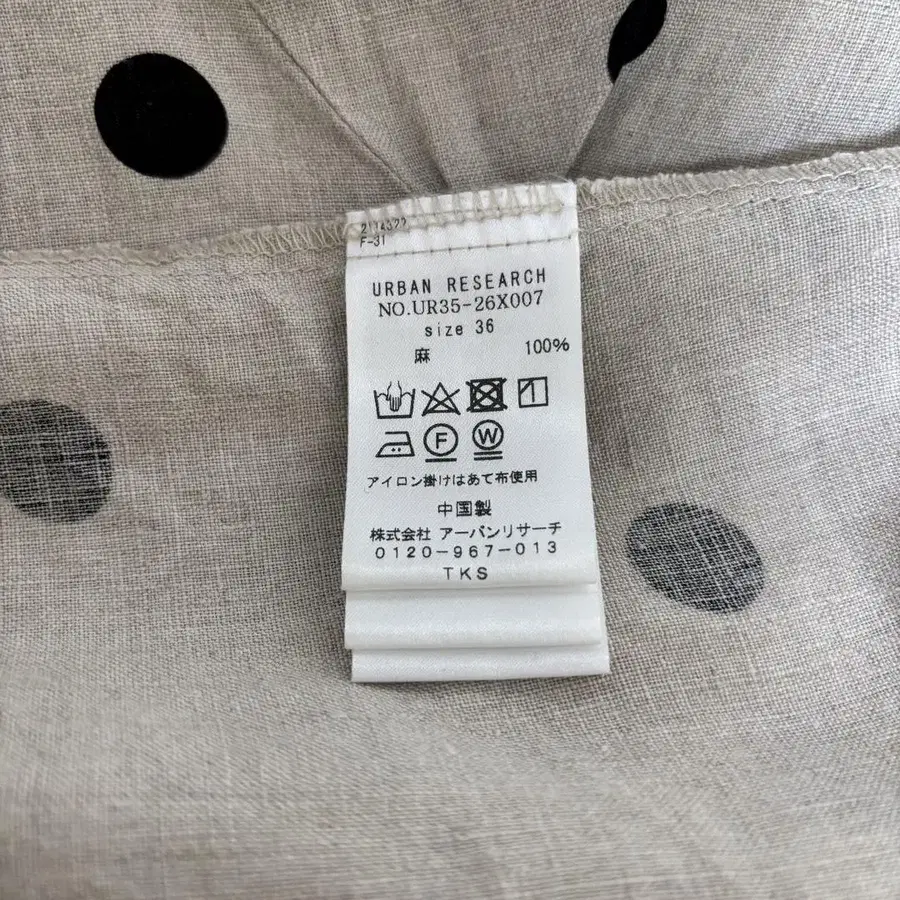 F-31
URBAN RESEARCH
NO.UR35-26X007
size 36
麻 100%
F W
アイロン掛けはあて布使用
中国製
株式会社 アーバンリサーチ
0120-967-013
TKS